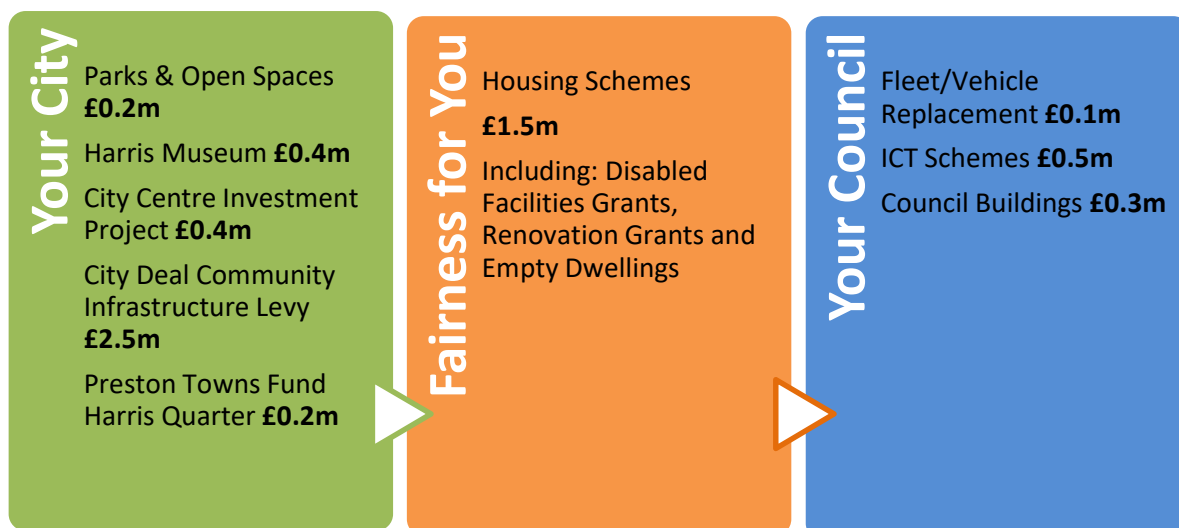 Your City
Parks & Open Spaces
£0.2m
Harris Museum £0.4m
City Centre Investment
Project £0.4m
City Deal Community
Infrastructure Levy
£2.5m
Preston Towns Fund
Harris Quarter £0.2m
Fairness for You
Housing Schemes
£1.5m
Including: Disabled
Facilities Grants,
Renovation Grants and
Empty Dwellings
Your Council
Fleet/Vehicle
Replacement £0.1m
ICT Schemes £0.5m
Council Buildings £0.3m